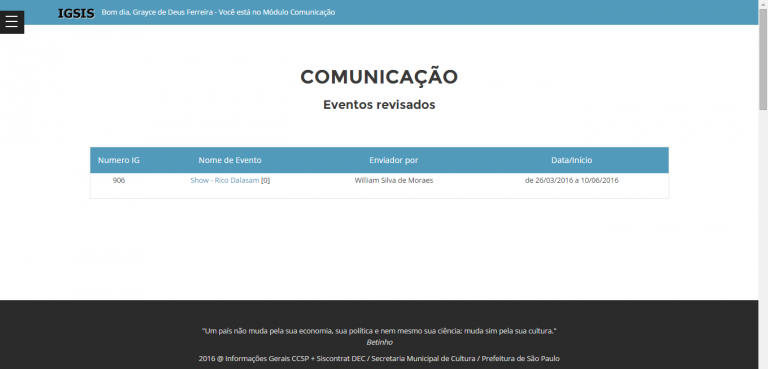 IGSIS Bom dia, Grayce de Deus Ferreira - Você está no Módulo Comunicação
COMUNICAÇÃO
Eventos revisados
Numero IG Nome de Evento Enviador por Data/Início
906 Show - Rico Dalasam [0] William Silva de Moraes de 26/03/2016 a 10/06/2016
"Um país não muda pela sua economia, sua política e nem mesmo sua ciência; muda sim pela sua cultura."
Betinho
2016 @ Informações Gerais CCSP + Siscontrat DEC / Secretaria Municipal de Cultura / Prefeitura de São Paulo